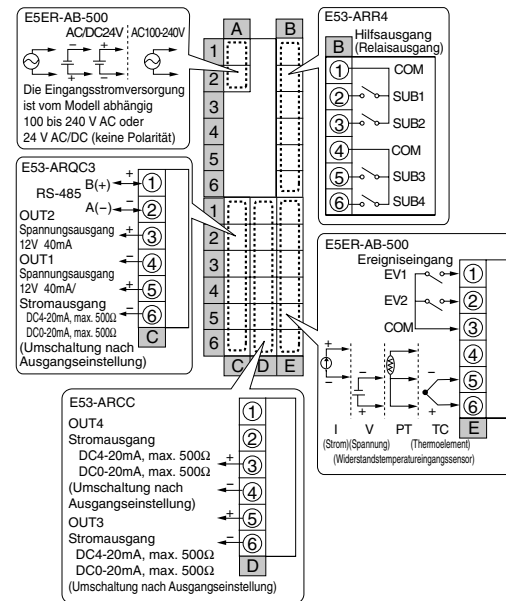 E5ER-AB-500
AC/DC24V AC100-240V
Die Eingangsstromversorgung
ist vom Modell abhängig
100 bis 240 V AC oder
24 V AC/DC (keine Polarität)
A B
1
2
3
4
5
6
1
2
3
4
5
6
C D E
E53-ARR4
Hilfsausgang
(Relaisausgang)
B
1 COM
2 SUB1
3 SUB2
4 COM
5 SUB3
6 SUB4
E53-ARQC3
RS-485
B(+) + 1
A(−) − 2
OUT2
Spannungsausgang
12V 40mA
+ 3
− 4
OUT1
Spannungsausgang
12V 40mA/
+ 5
Stromausgang
− 6
DC4-20mA, max. 500Ω
DC0-20mA, max. 500Ω
(Umschaltung nach
Ausgangseinstellung)
C
E5ER-AB-500
Ereigniseingang
EV1 1
EV2 2
COM 3
4
5
6
E
+ − − − +
I V PT TC
(Strom)(Spannung) (Thermoelement)
(Widerstandstemperatureingangssensor)
E53-ARCC
1
OUT4
2
Stromausgang
DC4-20mA, max. 500Ω + 3
DC0-20mA, max. 500Ω
(Umschaltung nach − 4
Ausgangseinstellung)
OUT3 + 5
Stromausgang − 6
DC4-20mA, max. 500Ω
DC0-20mA, max. 500Ω
D
(Umschaltung nach Ausgangseinstellung)